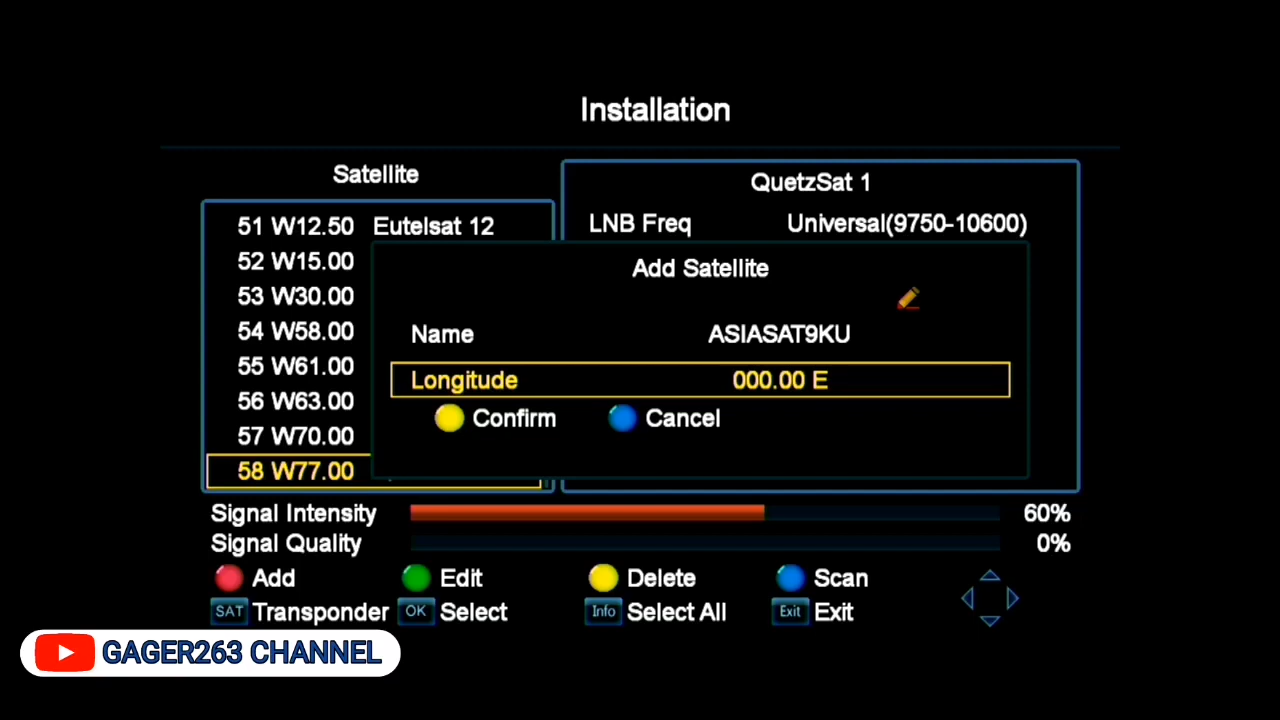 Installation
Satellite
QuetzSat 1
51 W12.50 Eutelsat 12
LNB Freq Universal(9750-10600)
52 W15.00
Add Satellite
53 W30.00
54 W58.00
Name ASIASAT9KU
55 W61.00
Longitude 000.00 E
56 W63.00
Confirm Cancel
57 W70.00
58 W77.00
Signal Intensity 60%
Signal Quality 0%
Add Edit Delete Scan
SAT Transponder OK Select Info Select All Exit Exit
GAGER263 CHANNEL